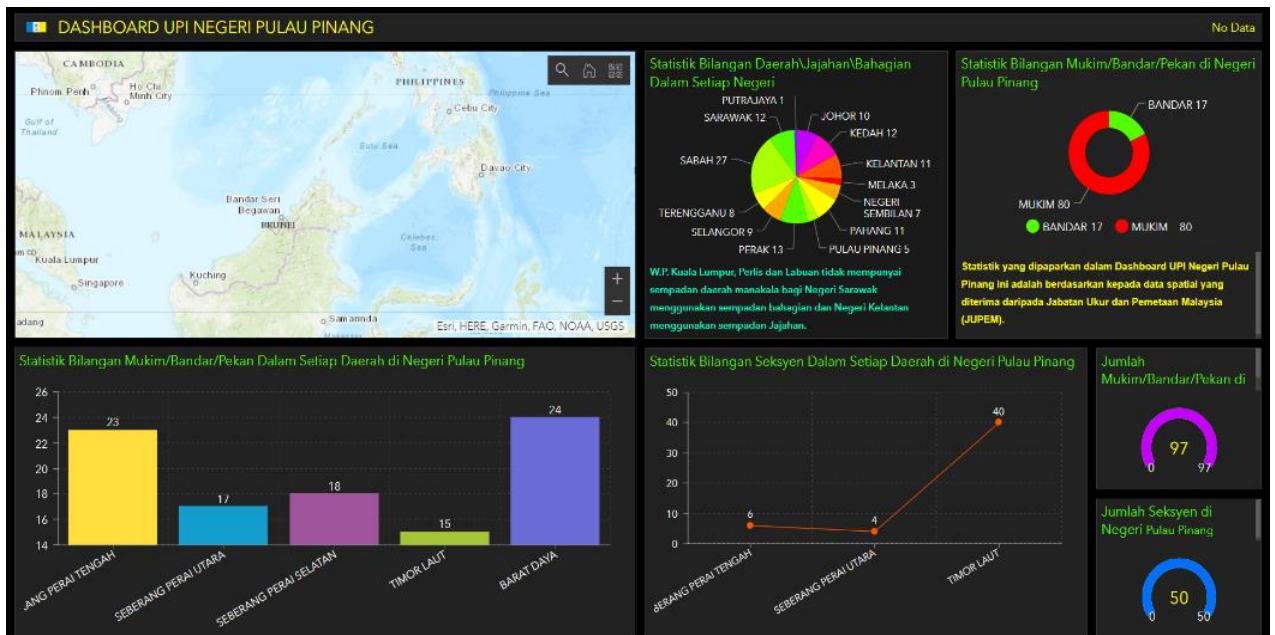 DASHBOARD UPI NEGERI PULAU PINANG
No Data
CAMBODIA
Phnom Penh
Ho Chi
Minh City
Gulf of
Thailand
PHILIPPINES
Philippine Sea
Cebu City
Sulu Sea
Davao City
Bandar Seri
Begawan
BRUNEI
MALAYSIA
Kuala Lumpur
Celebes
Sea
Kuching
Singapore
adang
Samarinda
Esri, HERE, Garmin, FAO, NOAA, USGS
+
−
Statistik Bilangan Daerah\Jajahan\Bahagian
Dalam Setiap Negeri
PUTRAJAYA 1
SARAWAK 12
JOHOR 10
KEDAH 12
SABAH 27
KELANTAN 11
MELAKA 3
NEGERI
SEMBILAN 7
TERENGGANU 8
PAHANG 11
SELANGOR 9
PERAK 13
PULAU PINANG 5
W.P. Kuala Lumpur, Perlis dan Labuan tidak mempunyai
sempadan daerah manakala bagi Negeri Sarawak
menggunakan sempadan bahagian dan Negeri Kelantan
menggunakan sempadan Jajahan.
Statistik Bilangan Mukim/Bandar/Pekan di Negeri
Pulau Pinang
BANDAR 17
MUKIM 80
BANDAR 17 MUKIM 80
Statistik yang dipaparkan dalam Dashboard UPI Negeri Pulau
Pinang ini adalah berdasarkan kepada data spatial yang
diterima daripada Jabatan Ukur dan Pemetaan Malaysia
(JUPEM).
Statistik Bilangan Mukim/Bandar/Pekan Dalam Setiap Daerah di Negeri Pulau Pinang
26
24
22
20
18
16
14
23
17
18
15
24
ANG PERAI TENGAH
SEBERANG PERAI UTARA
SEBERANG PERAI SELATAN
TIMOR LAUT
BARAT DAYA
Statistik Bilangan Seksyen Dalam Setiap Daerah di Negeri Pulau Pinang
50
40
30
20
10
0
6
4
40
BERANG PERAI TENGAH
SEBERANG PERAI UTARA
TIMOR LAUT
Jumlah
Mukim/Bandar/Pekan di
97
0 97
Jumlah Seksyen di
Negeri Pulau Pinang
50
0 50